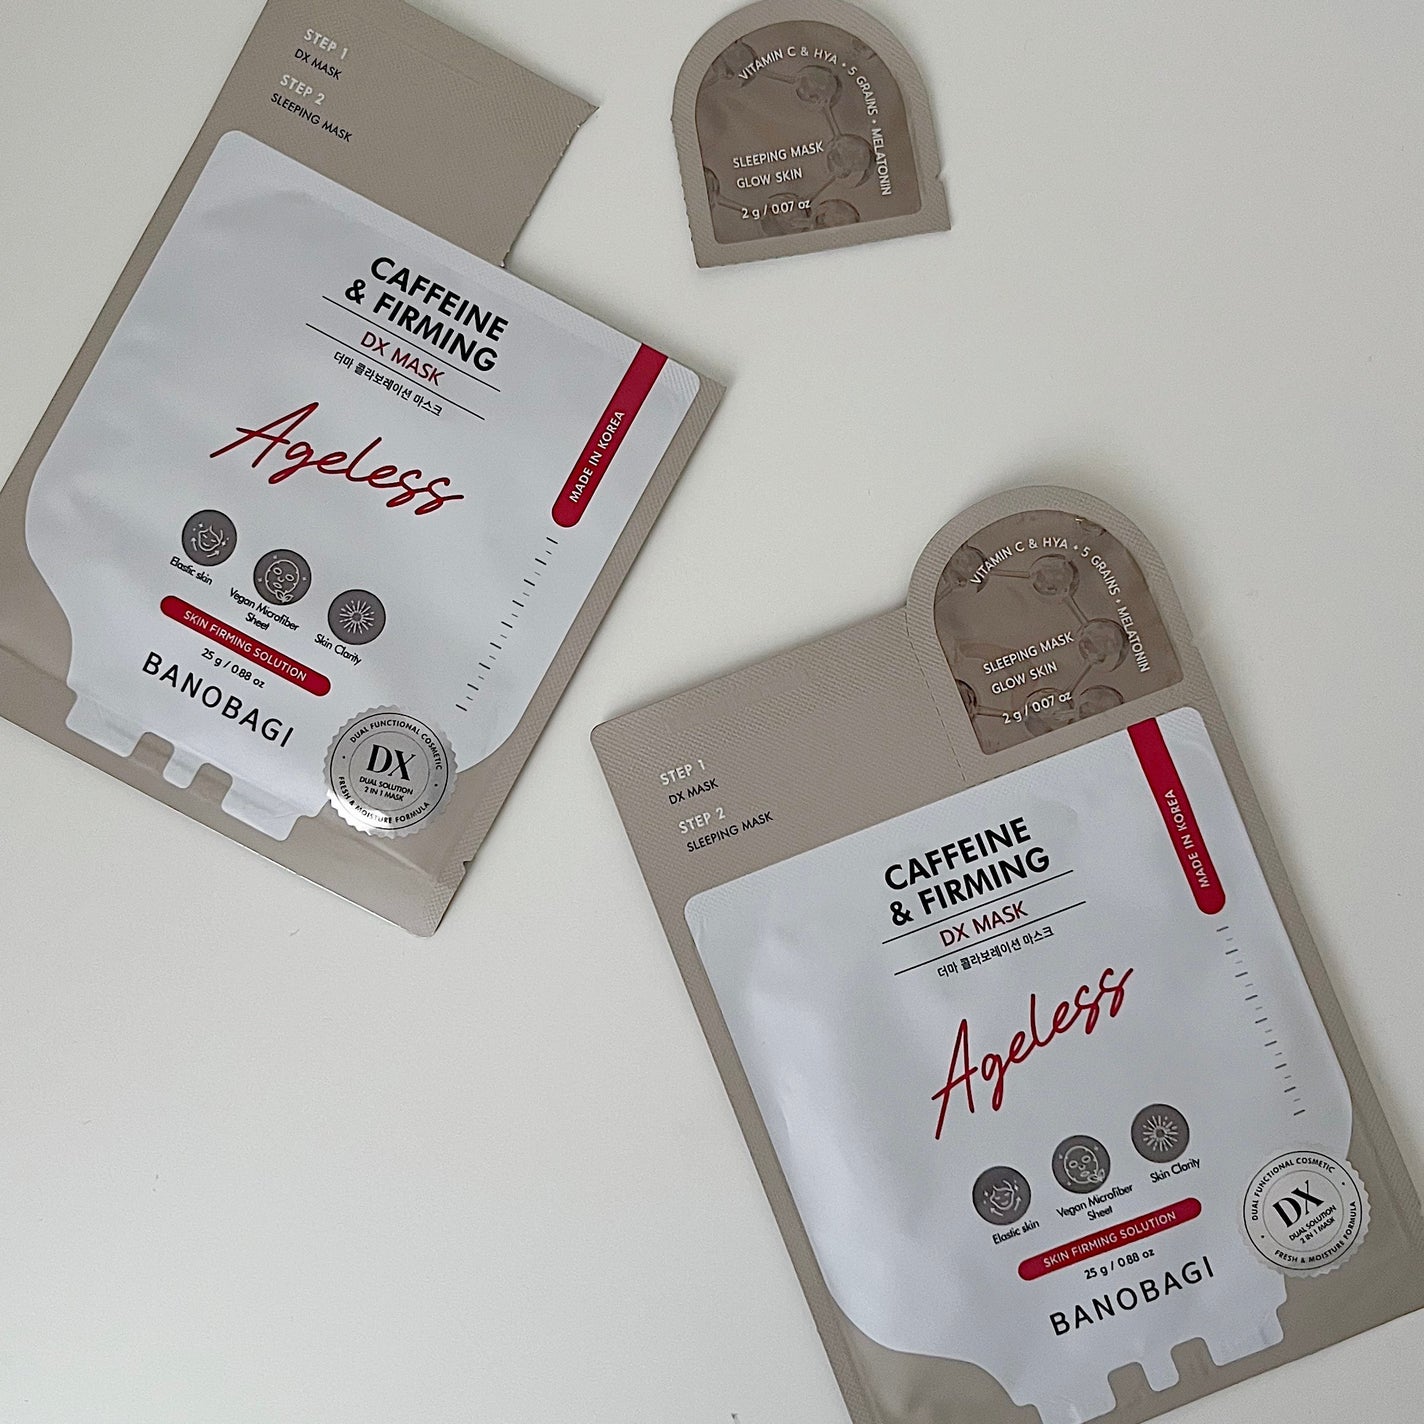 STEP 1
DX MASK
STEP 2
SLEEPING MASK
CAFFEINE
& FIRMING
DX MASK
더마 콜라보레이션 마스크
Ageless
MADE IN KOREA
Elastic skin
Vegan Microfiber
Sheet
Skin Clarity
SKIN FIRMING SOLUTION
25 g / 0.88 oz
BANOBAGI
DUAL FUNCTIONAL COSMETIC
DX
DUAL SOLUTION
2 IN 1 MASK
FRESH & MOISTURE FORMULA
VITAMIN C & HYA • 5 GRAINS • MELATONIN
SLEEPING MASK
GLOW SKIN
2 g / 0.07 oz
VITAMIN C & HYA • 5 GRAINS • MELATONIN
SLEEPING MASK
GLOW SKIN
2 g / 0.07 oz
STEP 1
DX MASK
STEP 2
SLEEPING MASK
CAFFEINE
& FIRMING
DX MASK
더마 콜라보레이션 마스크
Ageless
MADE IN KOREA
Elastic skin
Vegan Microfiber
Sheet
Skin Clarity
SKIN FIRMING SOLUTION
25 g / 0.88 oz
BANOBAGI
DUAL FUNCTIONAL COSMETIC
DX
DUAL SOLUTION
2 IN 1 MASK
FRESH & MOISTURE FORMULA